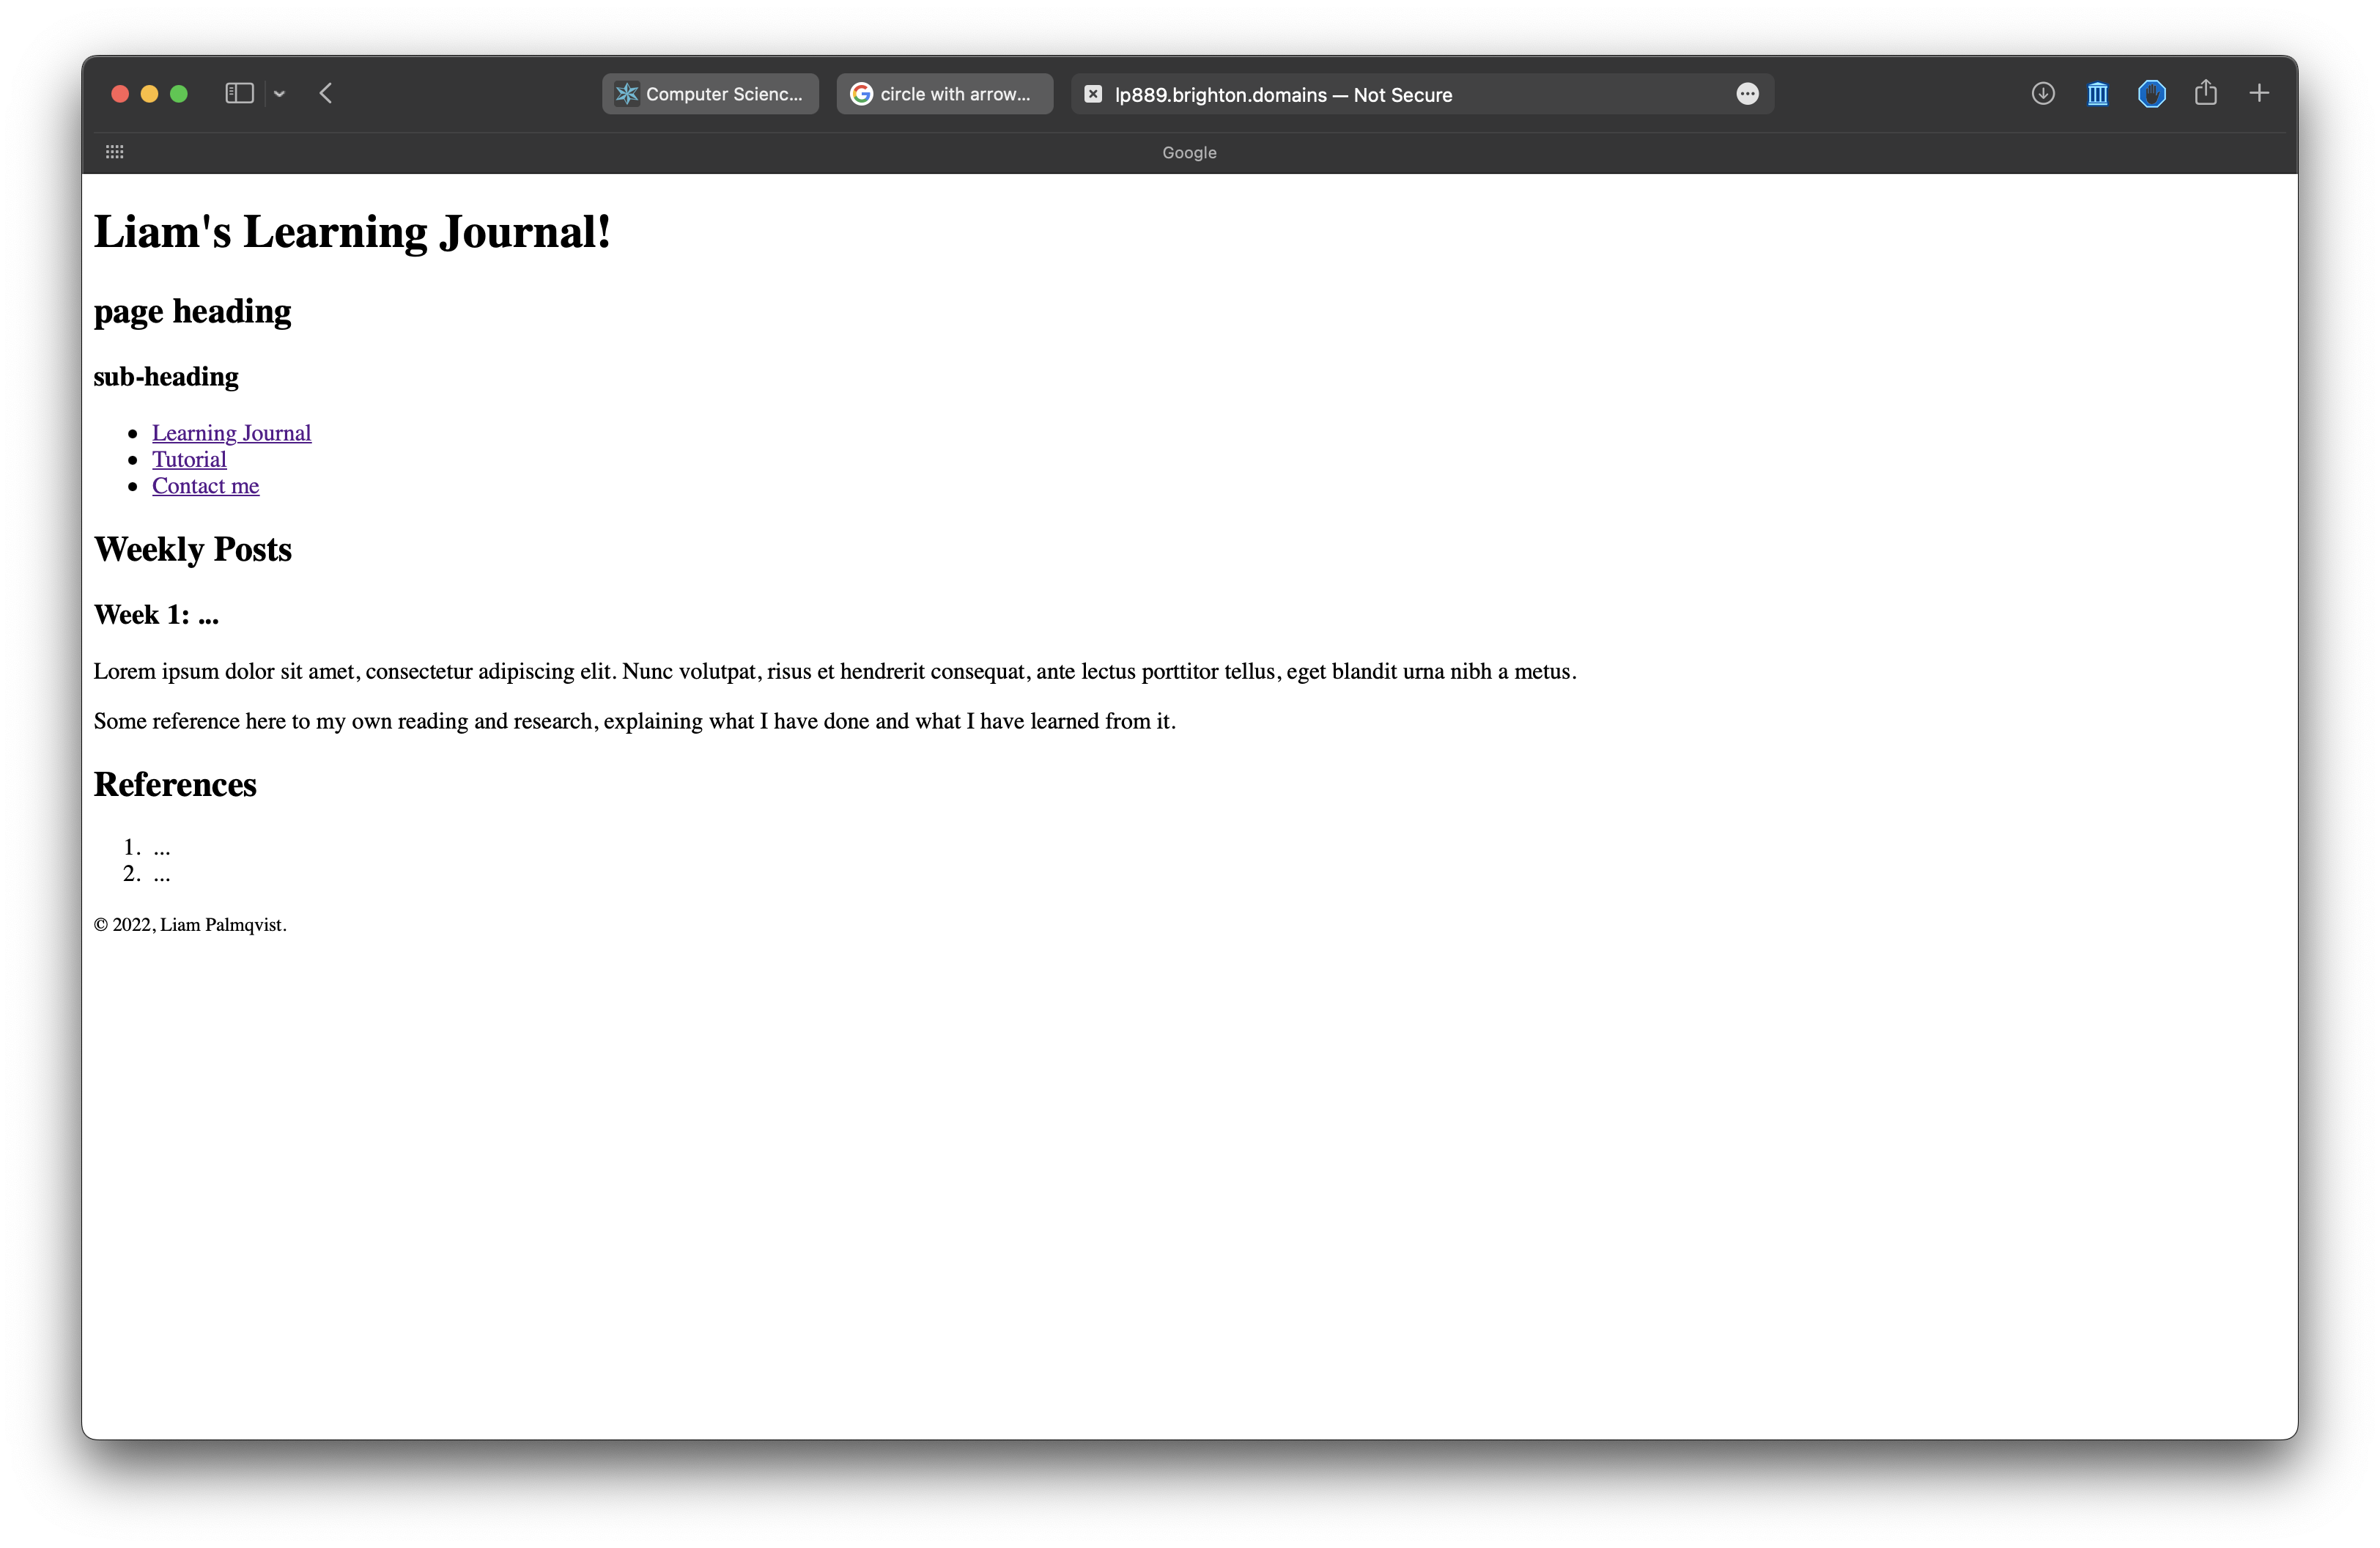 Computer Scienc...
circle with arrow...
lp889.brighton.domains — Not Secure
Google
Liam's Learning Journal!
page heading
sub-heading
• Learning Journal
• Tutorial
• Contact me
Weekly Posts
Week 1: ...
Lorem ipsum dolor sit amet, consectetur adipiscing elit. Nunc volutpat, risus et hendrerit consequat, ante lectus porttitor tellus, eget blandit urna nibh a metus.
Some reference here to my own reading and research, explaining what I have done and what I have learned from it.
References
1. ...
2. ...
© 2022, Liam Palmqvist.